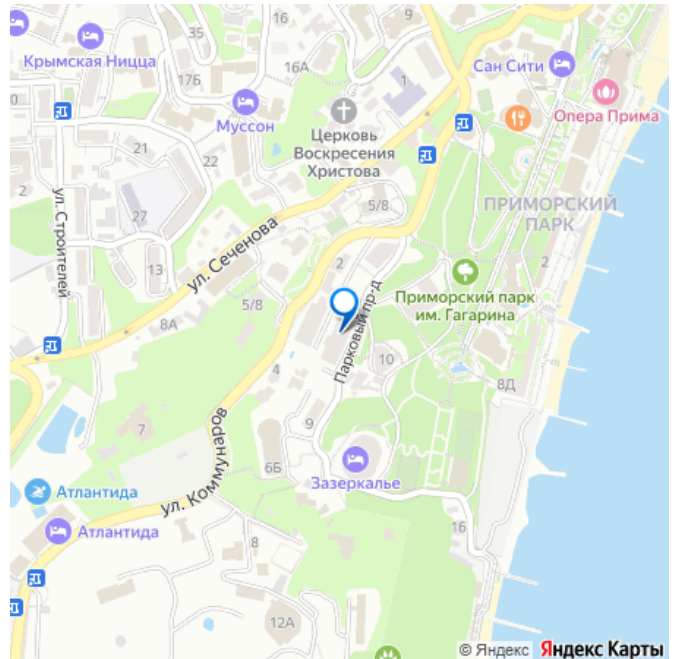 35
9
Крымская Ницца
17Б
16А
Сан Сити
1
Опера Прима
Муссон
Церковь
Воскресения
Христова
21
22
2
ул. Строителей
27
5/8
ПРИМОРСКИЙ
ПАРК
13
ул. Сеченова
2
2
Приморский парк
им. Гагарина
5/8
8А
Парковый пр-д
10
4
8Д
7
9
ул. Коммунаров
6Б
Зазеркалье
Атлантида
Атлантида
16
8
12А
© Яндекс Яндекс Карты